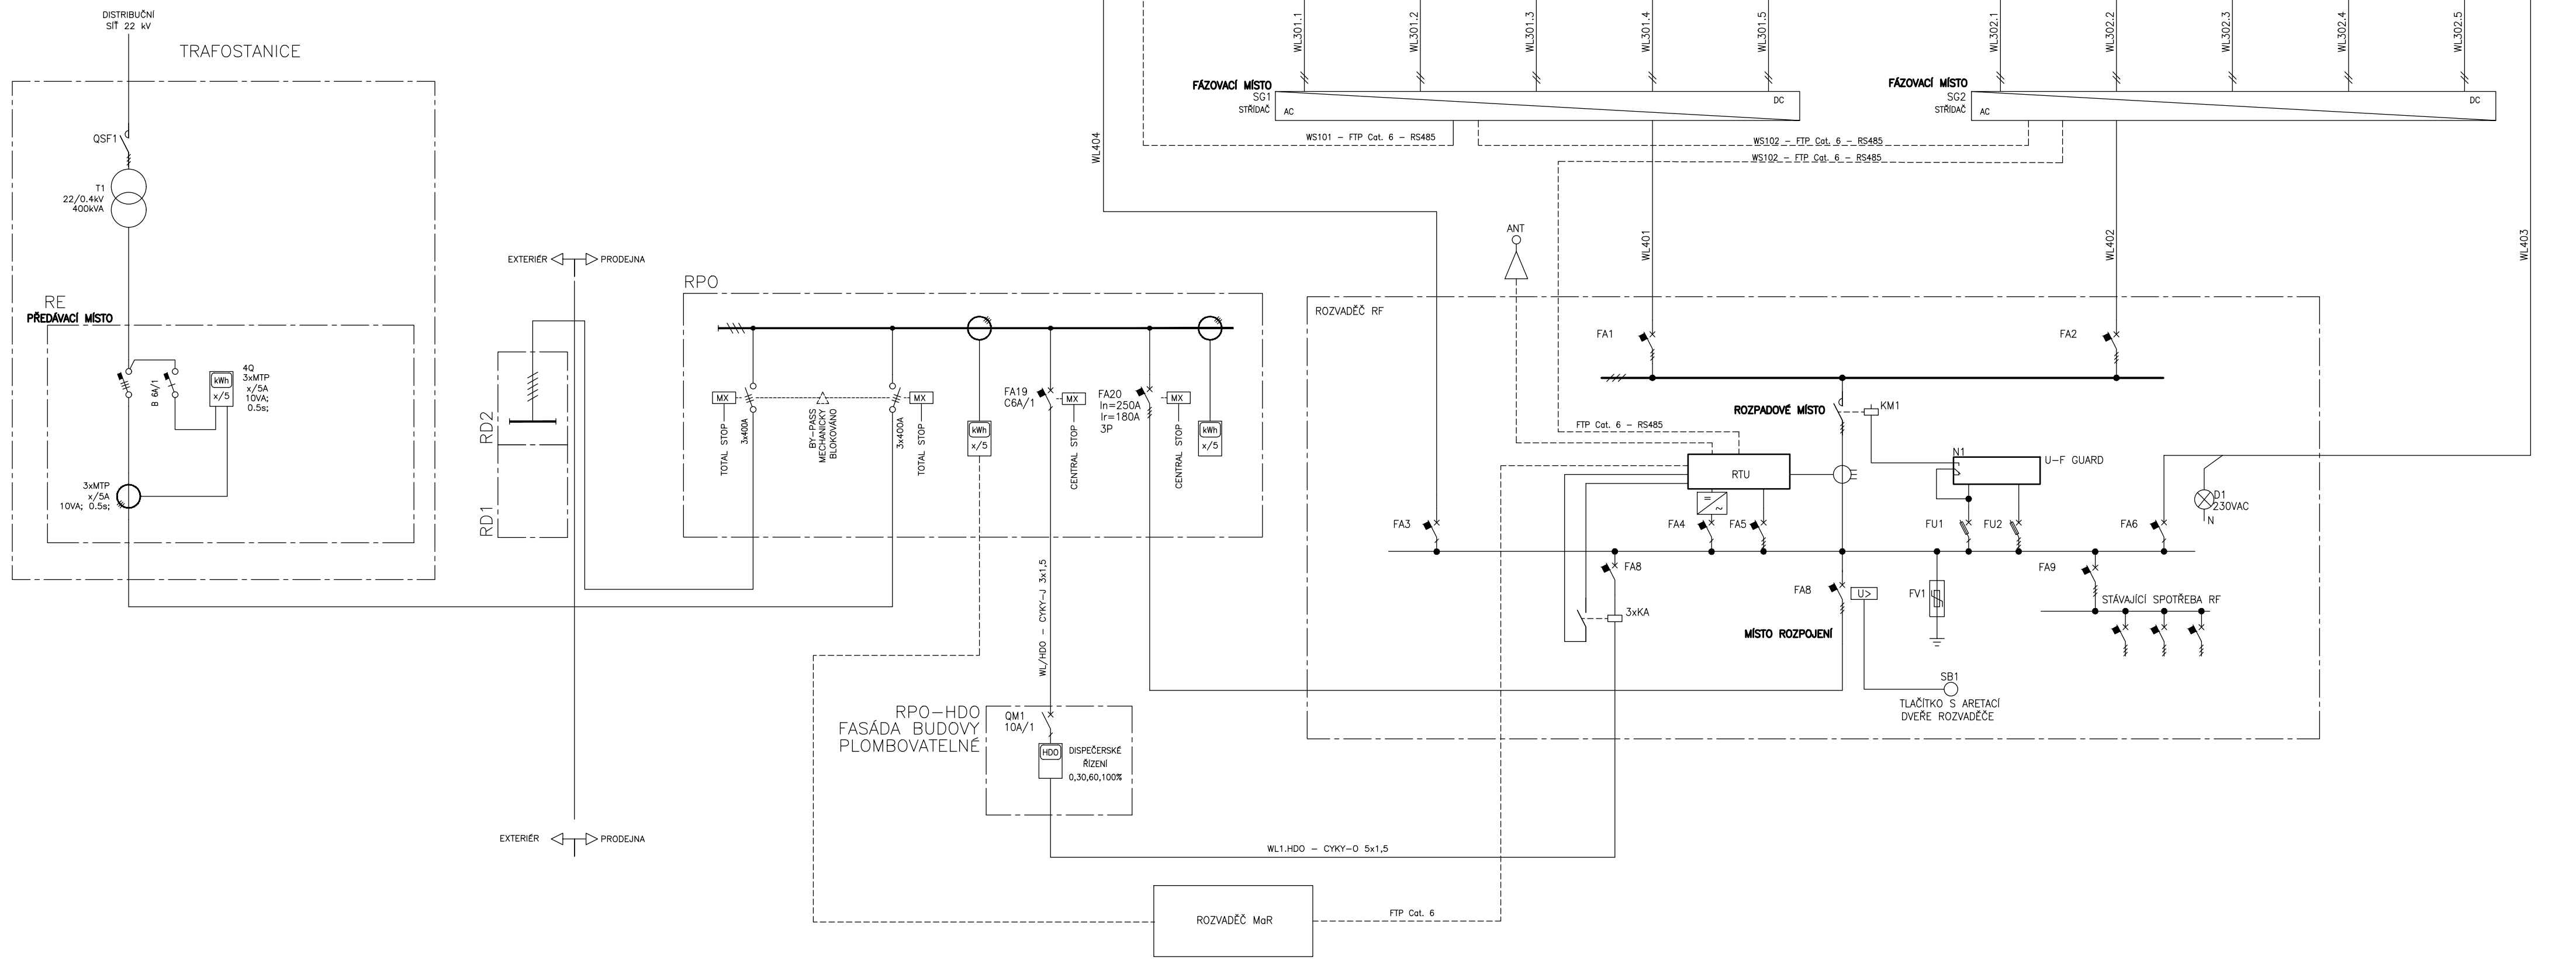 DISTRIBUČNÍ
SÍŤ 22 kV
TRAFOSTANICE
QSF1
T1
22/0.4kV
400kVA
RE
PŘEDÁVACÍ MÍSTO
B 6A/1
kWh
x/5
4Q
3xMTP
x/5A
10VA;
0.5s;
3xMTP
x/5A
10VA; 0.5s;
RD2
RD1
EXTERIÉR
PRODEJNA
EXTERIÉR
PRODEJNA
RPO
MX
TOTAL STOP
3x400A
BY-PASS
MECHANICKY
BLOKOVÁNO
3x400A
MX
TOTAL STOP
kWh
x/5
FA19
C6A/1
MX
CENTRAL STOP
FA20
In=250A
Ir=180A
3P
MX
CENTRAL STOP
kWh
x/5
WL/HDO - CYKY-J 3x1,5
RPO-HDO
FASÁDA BUDOVY
PLOMBOVATELNÉ
QM1
10A/1
HDO
DISPEČERSKÉ
ŘÍZENÍ
0,30,60,100%
WL1.HDO - CYKY-O 5x1,5
ROZVADĚČ MaR
FTP Cat. 6
WL404
WL301.1
WL301.2
WL301.3
WL301.4
WL301.5
FÁZOVACÍ MÍSTO
SG1
STŘÍDAČ
AC
DC
WS101 - FTP Cat. 6 - RS485
WL302.1
WL302.2
WL302.3
WL302.4
WL302.5
FÁZOVACÍ MÍSTO
SG2
STŘÍDAČ
AC
DC
WS102 - FTP Cat. 6 - RS485
WS102 - FTP Cat. 6 - RS485
ANT
WL401
WL402
WL403
ROZVADĚČ RF
FA1
FA2
ROZPADOVÉ MÍSTO
KM1
FTP Cat. 6 - RS485
RTU
=
~
N1
U-F GUARD
D1
230VAC
N
FA3
FA4
FA5
FU1
FU2
FA6
FA8
3xKA
FA8
U>
MÍSTO ROZPOJENÍ
FV1
FA9
STÁVAJÍCÍ SPOTŘEBA RF
SB1
TLAČÍTKO S ARETACÍ
DVEŘE ROZVADĚČE